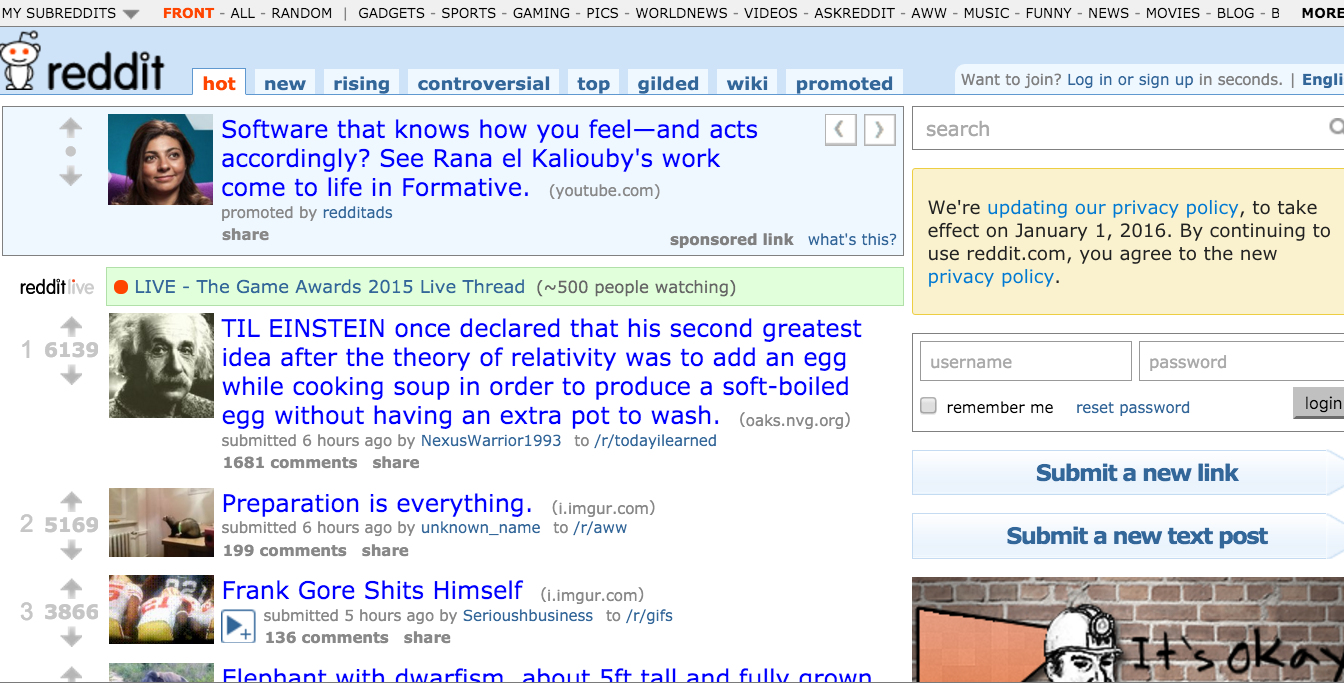 MY SUBREDDITS FRONT - ALL - RANDOM | GADGETS - SPORTS - GAMING - PICS - WORLDNEWS - VIDEOS - ASKREDDIT - AWW - MUSIC - FUNNY - NEWS - MOVIES - BLOG - B MORE
reddit hot new rising controversial top gilded wiki promoted
Want to join? Log in or sign up in seconds. | Engli
Software that knows how you feel—and acts
accordingly? See Rana el Kaliouby's work
come to life in Formative. (youtube.com)
promoted by redditads
share
sponsored link what's this?
redditlive LIVE - The Game Awards 2015 Live Thread (~500 people watching)
1 6139
TIL EINSTEIN once declared that his second greatest
idea after the theory of relativity was to add an egg
while cooking soup in order to produce a soft-boiled
egg without having an extra pot to wash. (oaks.nvg.org)
submitted 6 hours ago by NexusWarrior1993 to /r/todayilearned
1681 comments share
2 5169
Preparation is everything. (i.imgur.com)
submitted 6 hours ago by unknown_name to /r/aww
199 comments share
3 3866
Frank Gore Shits Himself (i.imgur.com)
submitted 5 hours ago by Serioushbusiness to /r/gifs
136 comments share
Elephant with dwarfism, about 5ft tall and fully grown
search
We're updating our privacy policy, to take
effect on January 1, 2016. By continuing to
use reddit.com, you agree to the new
privacy policy.
username password
remember me reset password login
Submit a new link
Submit a new text post
It's okay